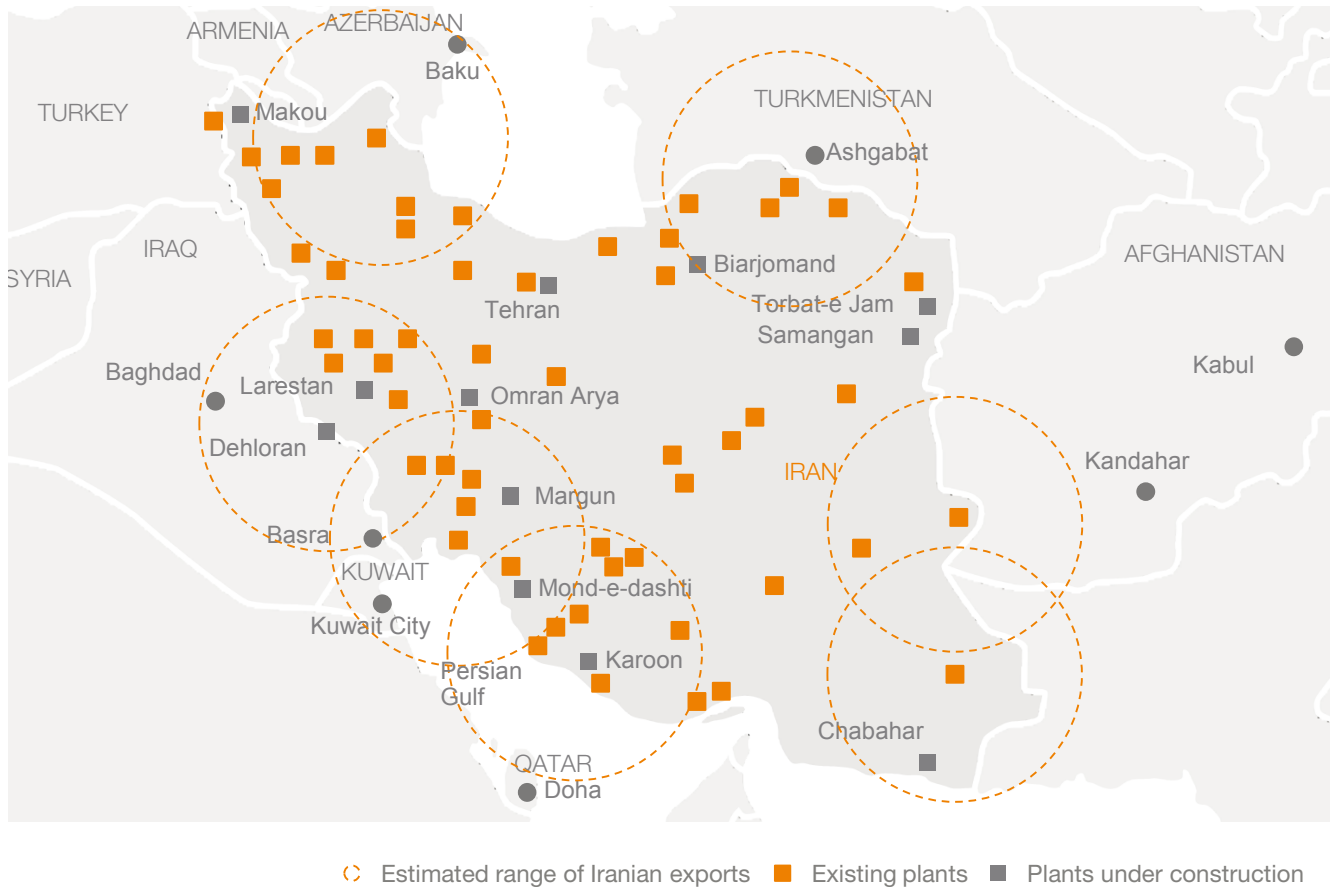 ARMENIA
AZERBAIJAN
Baku
TURKEY
Makou
TURKMENISTAN
Ashgabat
IRAQ
AFGHANISTAN
SYRIA
Biarjomand
Tehran
Torbat-e Jam
Samangan
Kabul
Baghdad
Larestan
Omran Arya
Dehloran
Kandahar
IRAN
Margun
Basra
KUWAIT
Mond-e-dashti
Kuwait City
Karoon
Persian
Gulf
Chabahar
QATAR
Doha
Estimated range of Iranian exports
Existing plants
Plants under construction